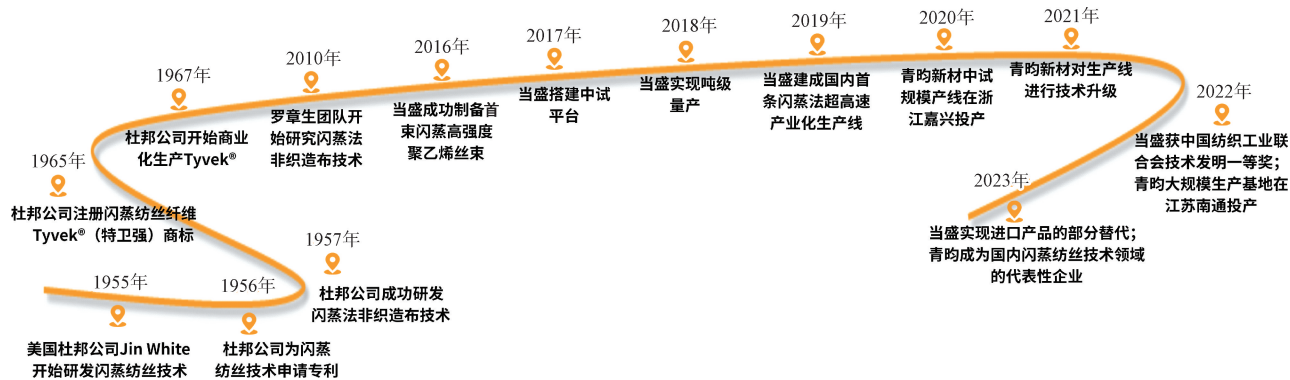 1955年
美国杜邦公司Jin White
开始研发闪蒸纺丝技术
1956年
杜邦公司为闪蒸
纺丝技术申请专利
1957年
杜邦公司成功研发
闪蒸法非织造布技术
1965年
杜邦公司注册闪蒸纺丝纤维
Tyvek®（特卫强）商标
1967年
杜邦公司开始商业
化生产Tyvek®
2010年
罗章生团队开
始研究闪蒸法
非织造布技术
2016年
当盛成功制备首
束闪蒸高强度
聚乙烯丝束
2017年
当盛搭建中试
平台
2018年
当盛实现吨级
量产
2019年
当盛建成国内首
条闪蒸法超高速
产业化生产线
2020年
青昀新材中试
规模产线在浙
江嘉兴投产
2021年
青昀新材对生产线
进行技术升级
2022年
当盛获中国纺织工业联
合会技术发明一等奖；
青昀大规模生产基地在
江苏南通投产
2023年
当盛实现进口产品的部分替代；
青昀成为国内闪蒸纺丝技术领域
的代表性企业